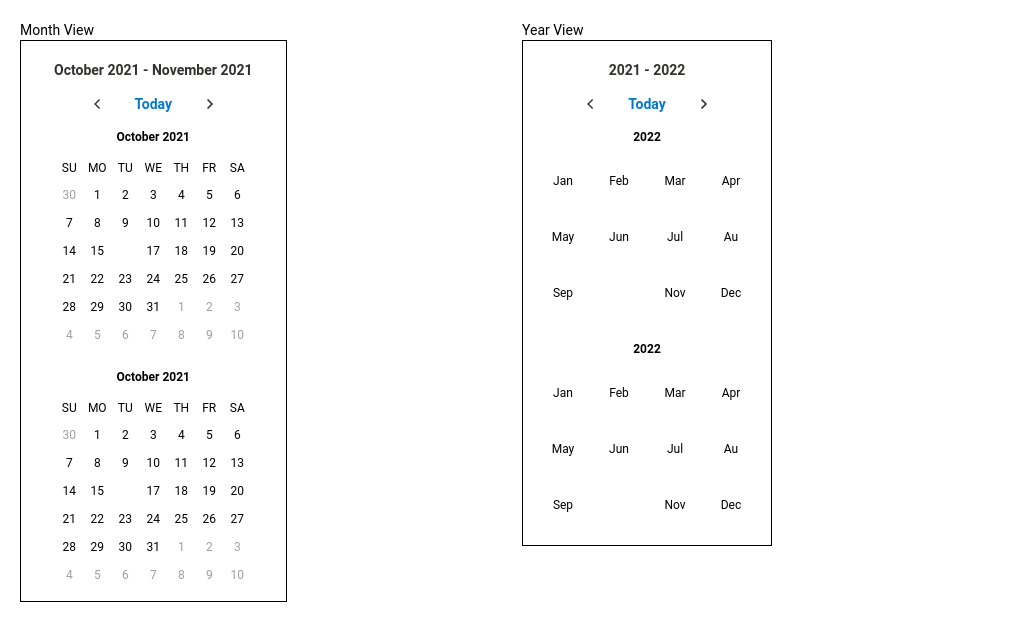 Month View
October 2021 - November 2021
Today
October 2021
SU MO TU WE TH FR SA
30 1 2 3 4 5 6
7 8 9 10 11 12 13
14 15 17 18 19 20
21 22 23 24 25 26 27
28 29 30 31 1 2 3
4 5 6 7 8 9 10
October 2021
SU MO TU WE TH FR SA
30 1 2 3 4 5 6
7 8 9 10 11 12 13
14 15 17 18 19 20
21 22 23 24 25 26 27
28 29 30 31 1 2 3
4 5 6 7 8 9 10
Year View
2021 - 2022
Today
2022
Jan Feb Mar Apr
May Jun Jul Au
Sep Nov Dec
2022
Jan Feb Mar Apr
May Jun Jul Au
Sep Nov Dec